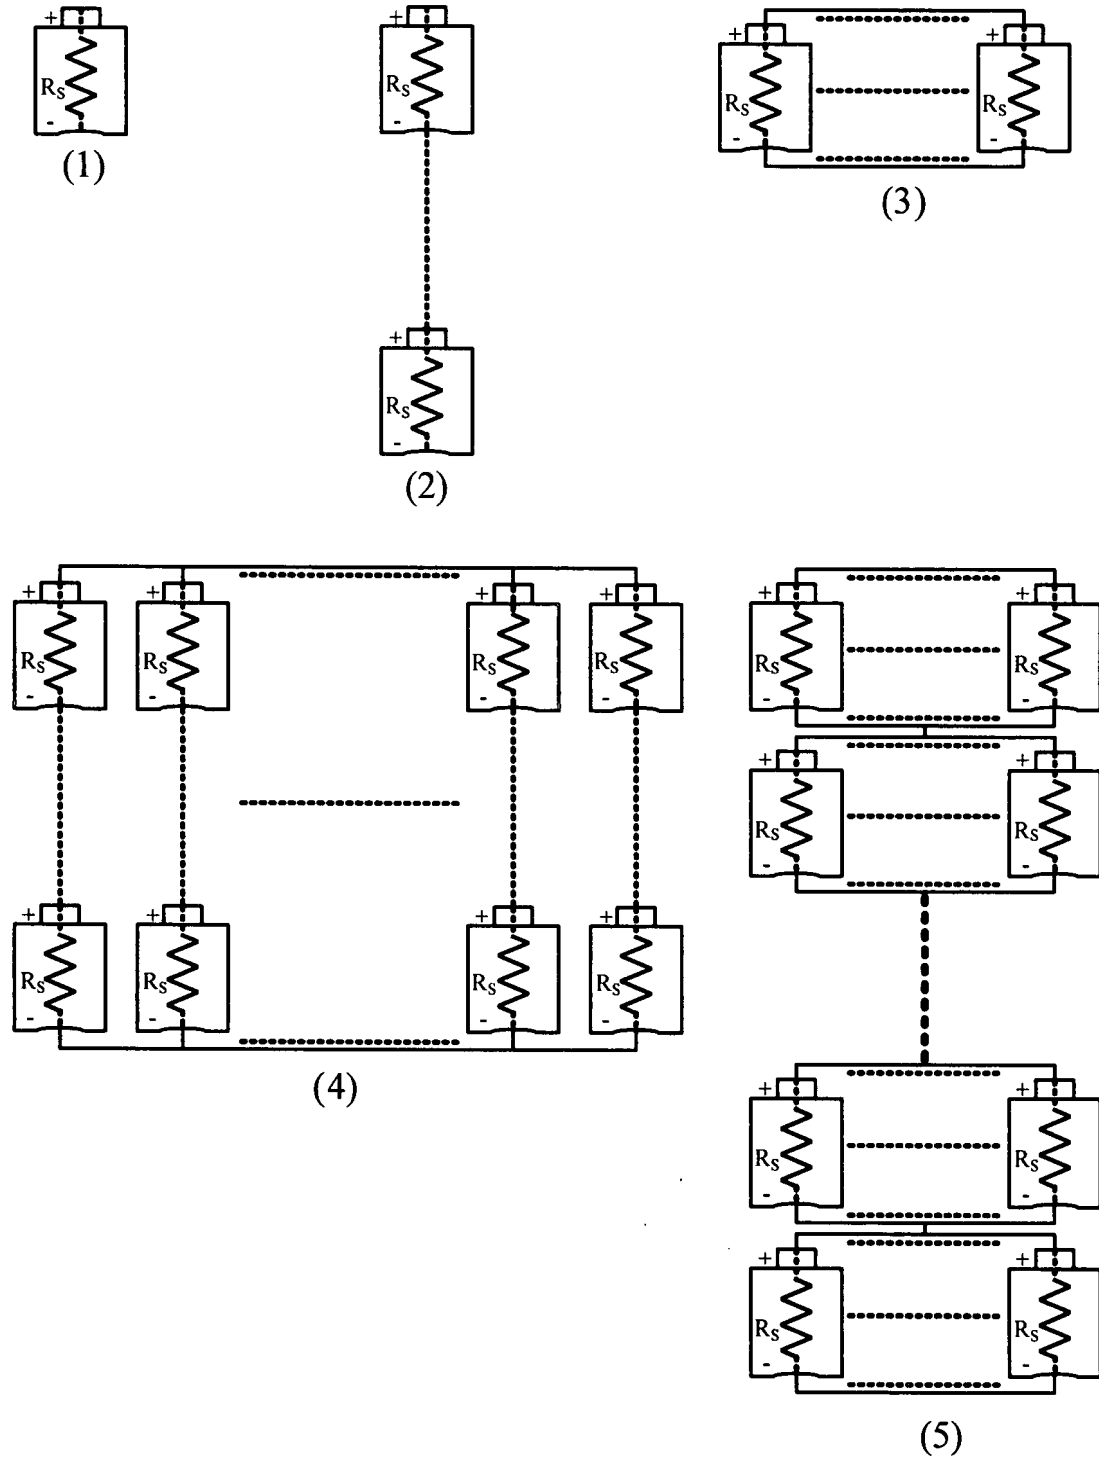 +
Rs
-
(1)
+
Rs
-
+
Rs
-
(2)
+ +
Rs Rs
- -
(3)
+ + + +
Rs Rs Rs Rs
- - - -
+ + + +
Rs Rs Rs Rs
- - - -
(4)
+ +
Rs Rs
- -
+ +
Rs Rs
- -
+ +
Rs Rs
- -
+ +
Rs Rs
- -
(5)